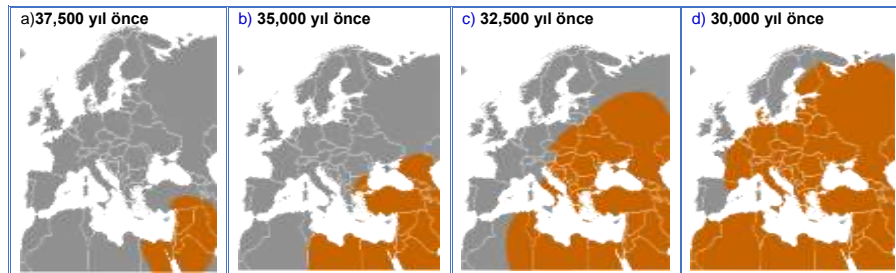 a)37,500 yıl önce
b) 35,000 yıl önce
c) 32,500 yıl önce
d) 30,000 yıl önce